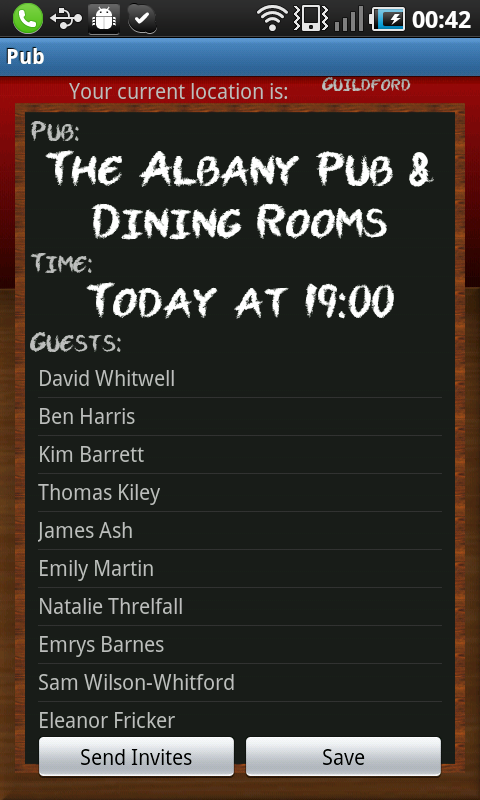 00:42
Pub
Your current location is: Guildford
Pub:
The Albany Pub &
Dining Rooms
Time:
Today at 19:00
Guests:
David Whitwell
Ben Harris
Kim Barrett
Thomas Kiley
James Ash
Emily Martin
Natalie Threlfall
Emrys Barnes
Sam Wilson-Whitford
Eleanor Fricker
Send Invites Save